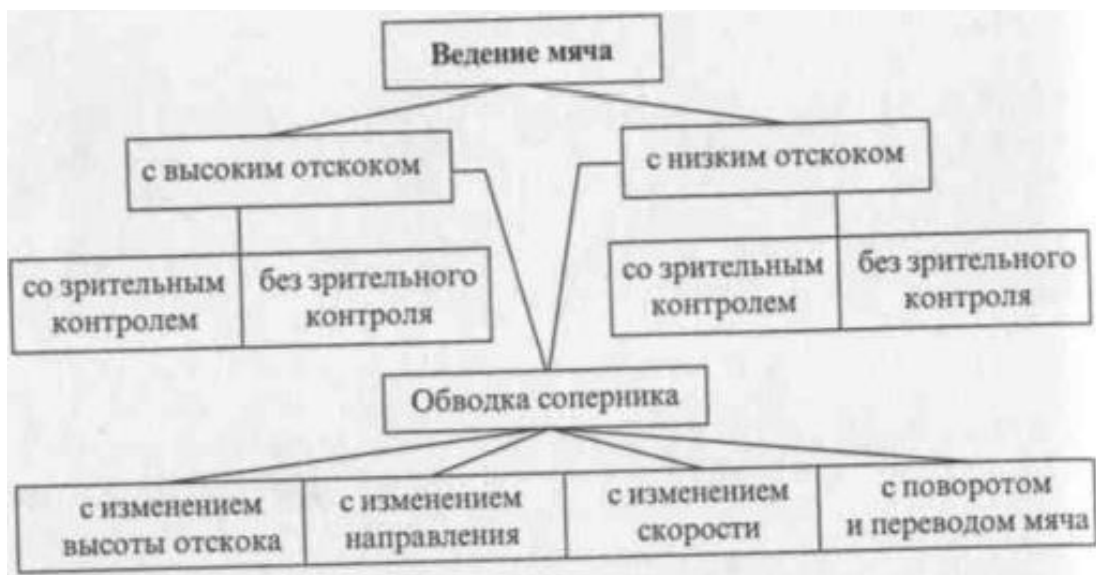 Ведение мяча
с высоким отскоком
с низким отскоком
со зрительным
контролем
без зрительного
контроля
со зрительным
контролем
без зрительного
контроля
Обводка соперника
с изменением
высоты отскока
с изменением
направления
с изменением
скорости
с поворотом
и переводом мяча